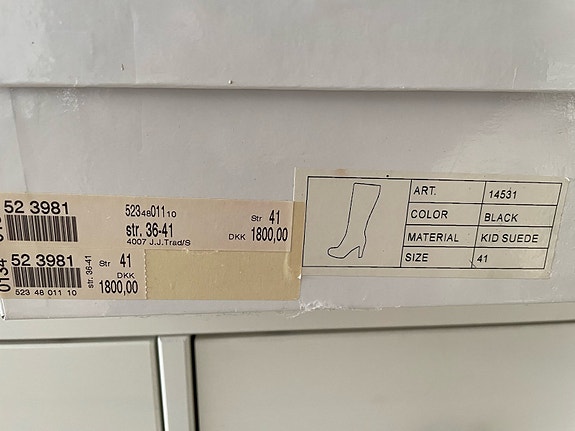 52 3981
523 48 011 10
str. 36-41
4007 J.J.Trad/S
Str 41
DKK 1800,00
0134
52 3981
523 48 011 10
str. 36-41
Str 41
DKK
1800,00
ART. 14531
COLOR BLACK
MATERIAL KID SUEDE
SIZE 41